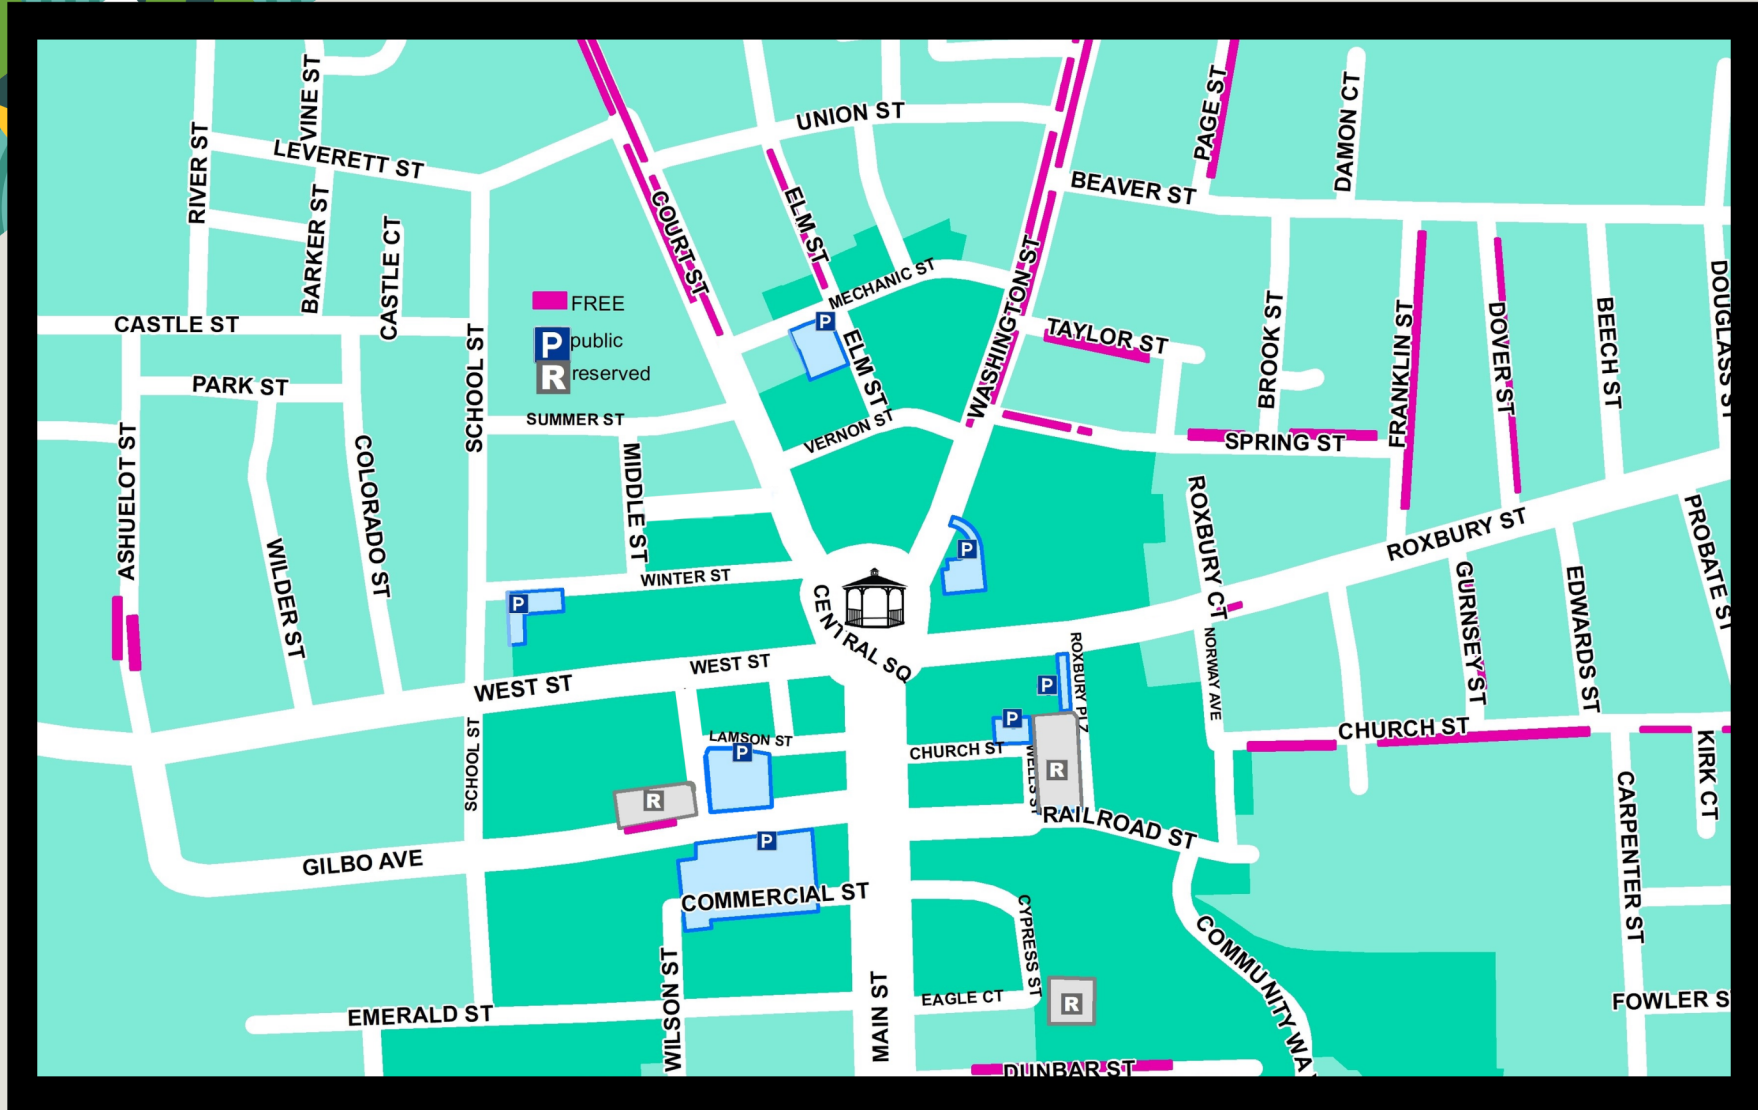 VINE ST
RIVER ST
LEVERETT ST
BARKER ST
CASTLE CT
CASTLE ST
PARK ST
SCHOOL ST
ASHUELOT ST
COLORADO ST
WILDER ST
FREE
P public
R reserved
COURT ST
UNION ST
ELM ST
MECHANIC ST
P
ELM ST
VERNON ST
SUMMER ST
MIDDLE ST
WINTER ST
P
WASHINGTON ST
PAGE ST
DAMON CT
BEAVER ST
TAYLOR ST
BROOK ST
FRANKLIN ST
DOVER ST
BEECH ST
DOUGLASS ST
SPRING ST
ROXBURY CT
ROXBURY ST
PROBATE ST
GURNSEY ST
EDWARDS ST
P
CENTRAL SQ
WEST ST
WEST ST
SCHOOL ST
LAMSON ST
P
R
GILBO AVE
P
COMMERCIAL ST
WILSON ST
EMERALD ST
MAIN ST
ROXBURY PLZ
P
P
CHURCH ST
WELLS ST
R
NORWAY AVE
CHURCH ST
KIRK CT
CARPENTER ST
RAILROAD ST
CYPRESS ST
EAGLE CT
R
COMMUNITY WA
FOWLER S
DUNBAR ST